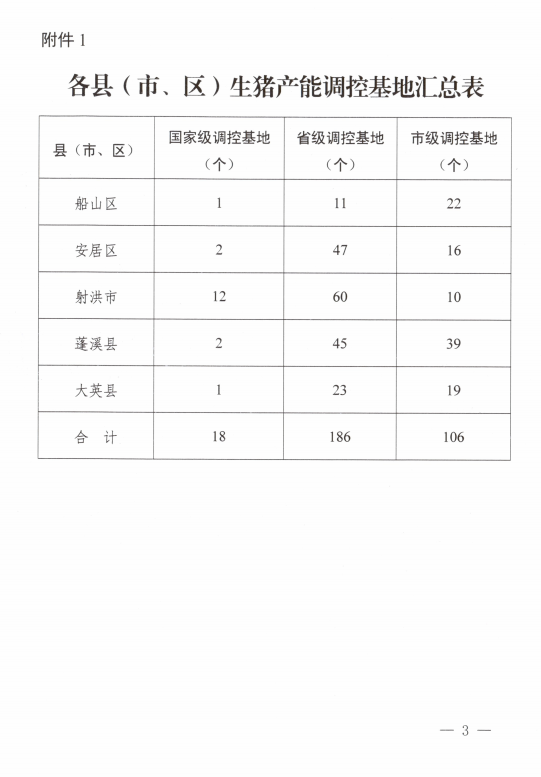 附件1
各县（市、区）生猪产能调控基地汇总表
县（市、区） 国家级调控基地（个） 省级调控基地（个） 市级调控基地（个）
船山区 1 11 22
安居区 2 47 16
射洪市 12 60 10
蓬溪县 2 45 39
大英县 1 23 19
合 计 18 186 106
— 3 —